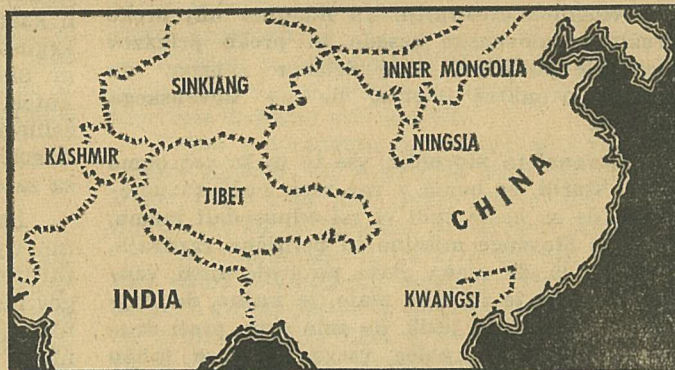 SINKIANG
INNER MONGOLIA
KASHMIR
NINGSIA
TIBET
CHINA
INDIA
KWANGSI